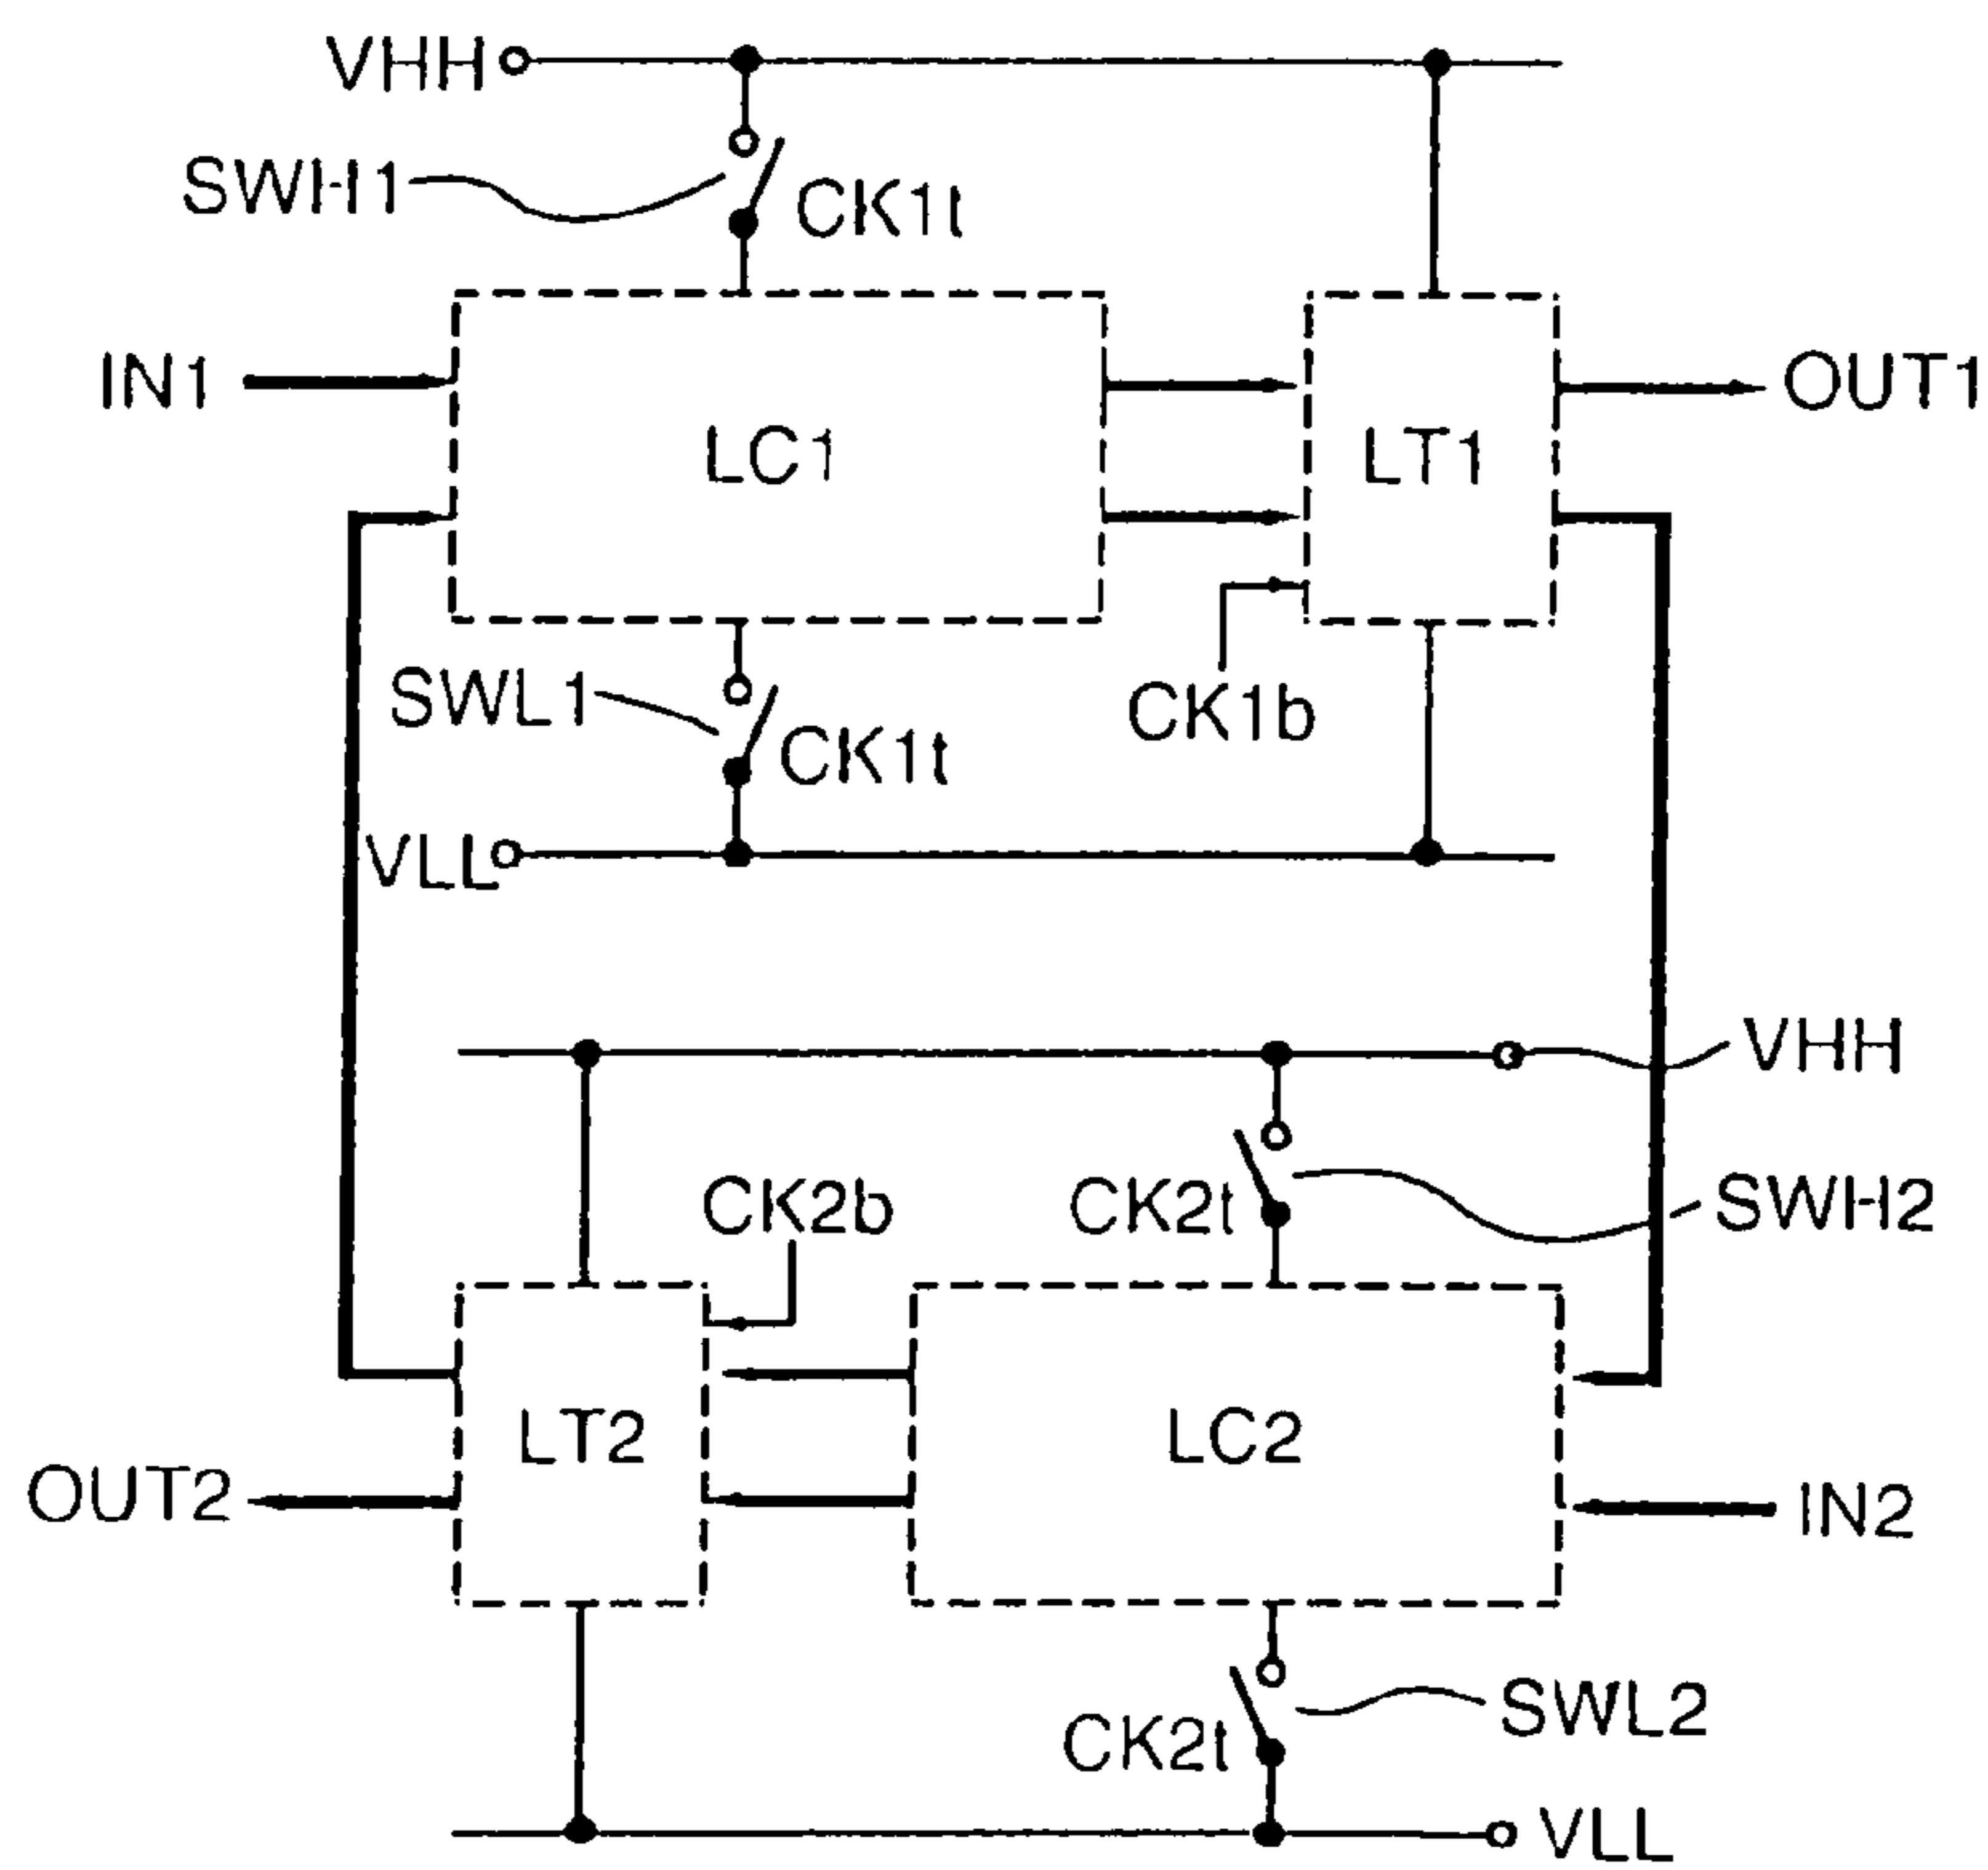 VHH
SWH1
CK1t
IN1
LC1
LT1
OUT1
SWL1
CK1t
CK1b
VLL
VHH
CK2b
CK2t
SWH2
LT2
LC2
OUT2
IN2
CK2t
SWL2
VLL